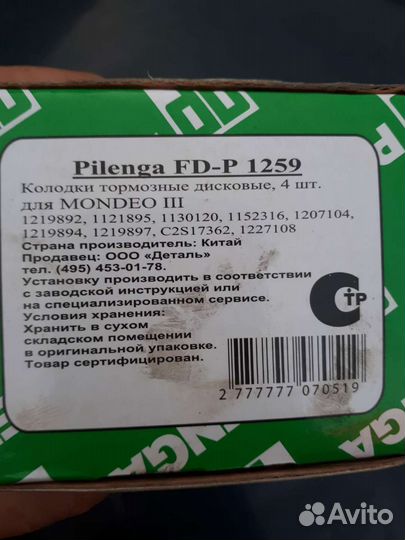 Pilenga FD-P 1259
Колодки тормозные дисковые, 4 шт.
для MONDEO III
1219892, 1121895, 1130120, 1152316, 1207104,
1219894, 1219897, C2S17362, 1227108
Страна производитель: Китай
Продавец: ООО «Деталь»
тел. (495) 453-01-78.
Установку производить в соответствии
с заводской инструкцией или
на специализированном сервисе.
Условия хранения:
Хранить в сухом
складском помещении
в оригинальной упаковке.
Товар сертифицирован.
СТР
2 777777 070519
ENGA
Avito